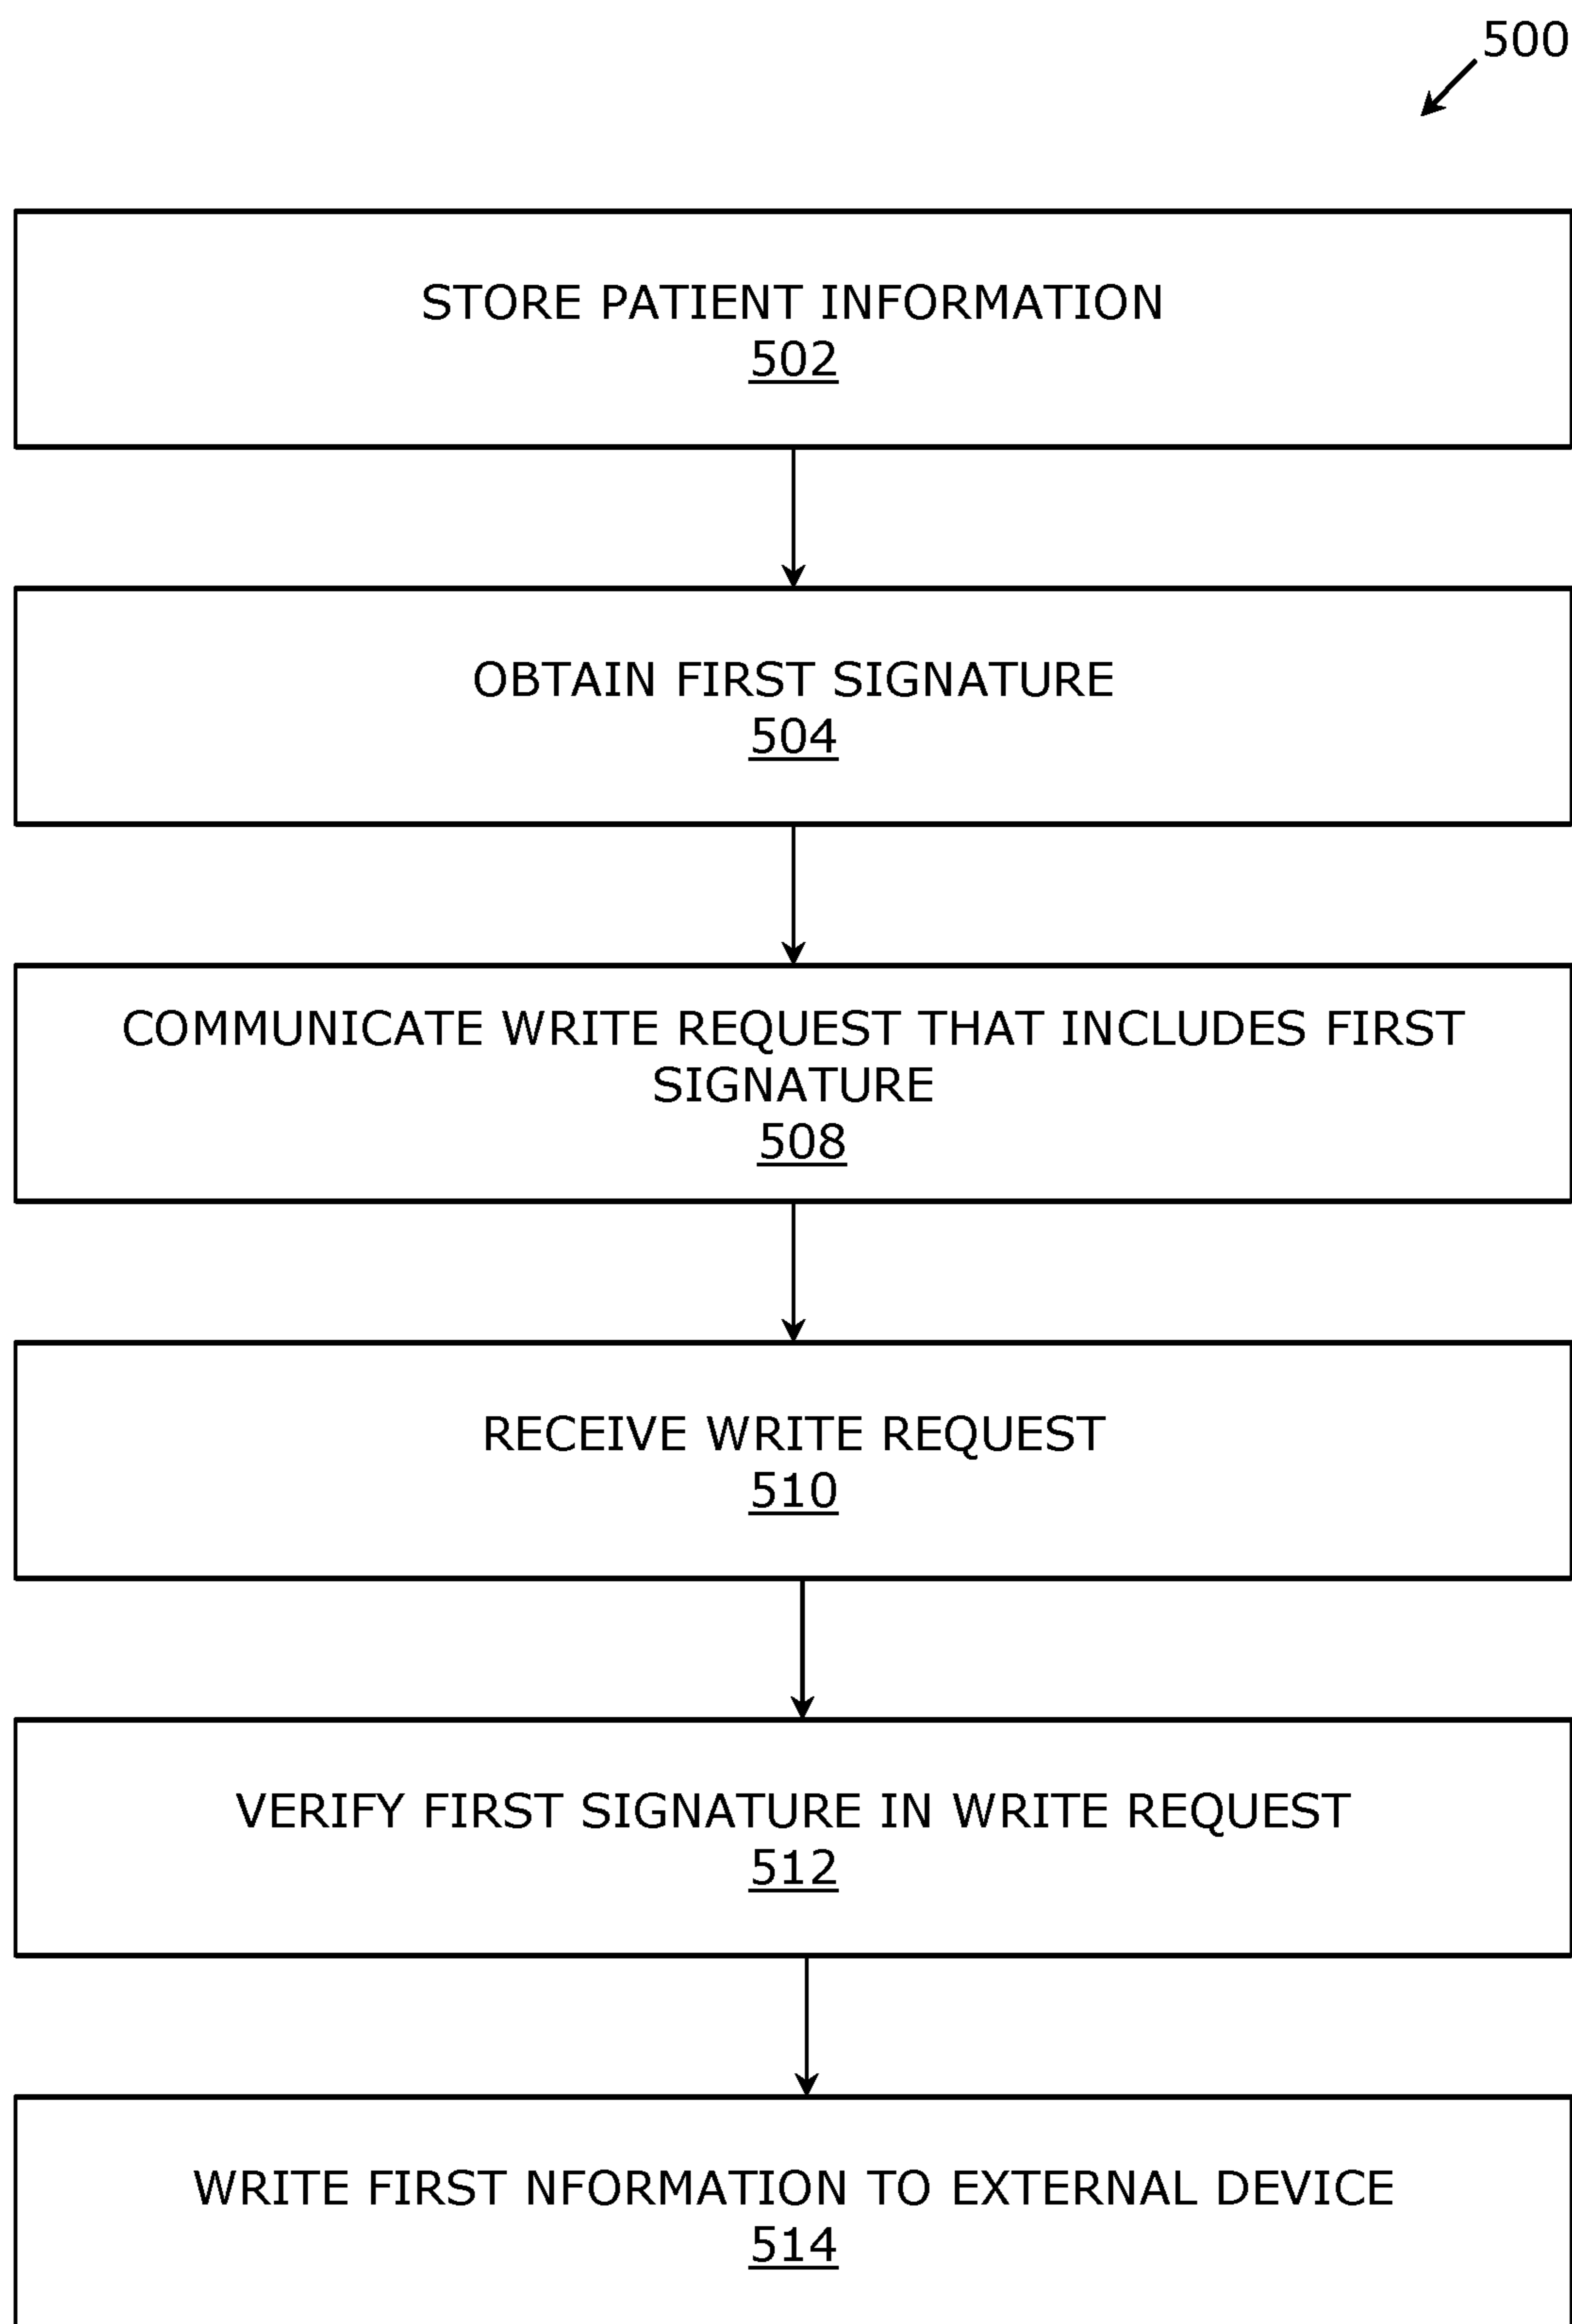 500
STORE PATIENT INFORMATION
502
OBTAIN FIRST SIGNATURE
504
COMMUNICATE WRITE REQUEST THAT INCLUDES FIRST
SIGNATURE
508
RECEIVE WRITE REQUEST
510
VERIFY FIRST SIGNATURE IN WRITE REQUEST
512
WRITE FIRST NFORMATION TO EXTERNAL DEVICE
514